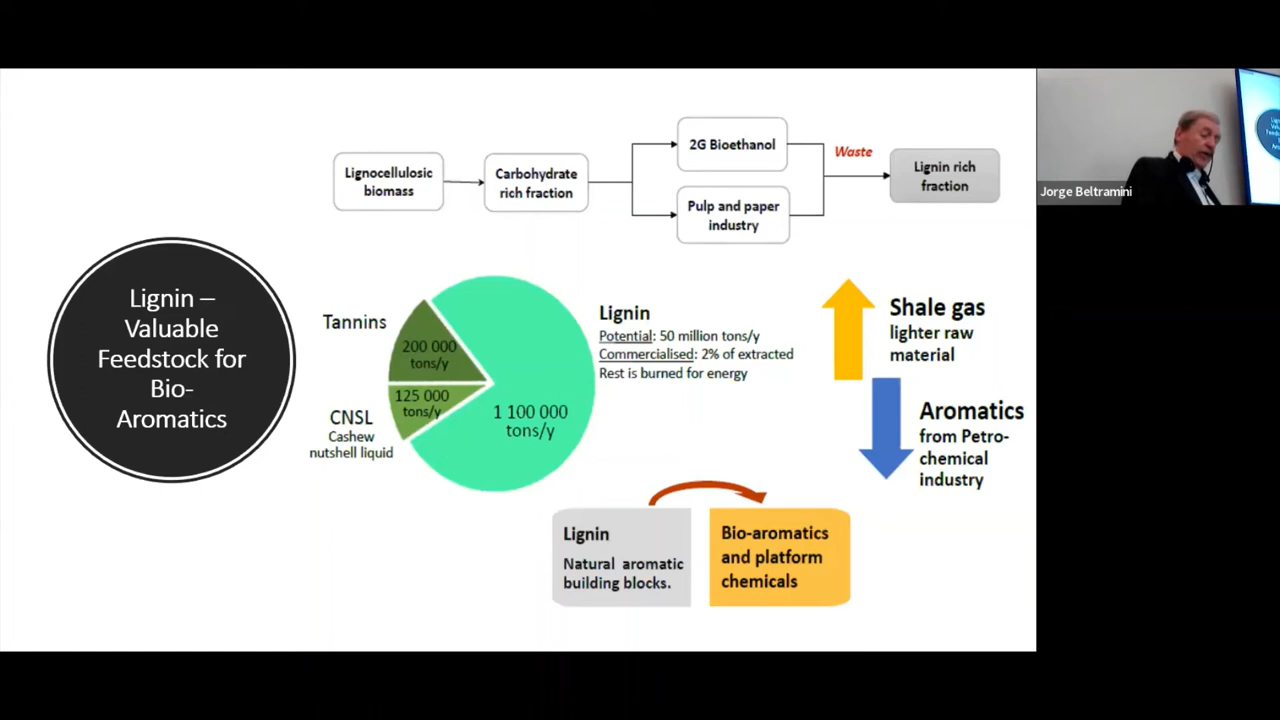 Lignin –
Valuable
Feedstock for
Bio-
Aromatics
Lignocellulosic
biomass
Carbohydrate
rich fraction
2G Bioethanol
Pulp and paper
industry
Waste
Lignin rich
fraction
Tannins
200 000
tons/y
125 000
tons/y
CNSL
Cashew
nutshell liquid
1 100 000
tons/y
Lignin
Potential: 50 million tons/y
Commercialised: 2% of extracted
Rest is burned for energy
Shale gas
lighter raw
material
Aromatics
from Petro-
chemical
industry
Lignin
Natural aromatic
building blocks.
Bio-aromatics
and platform
chemicals
Jorge Beltramini